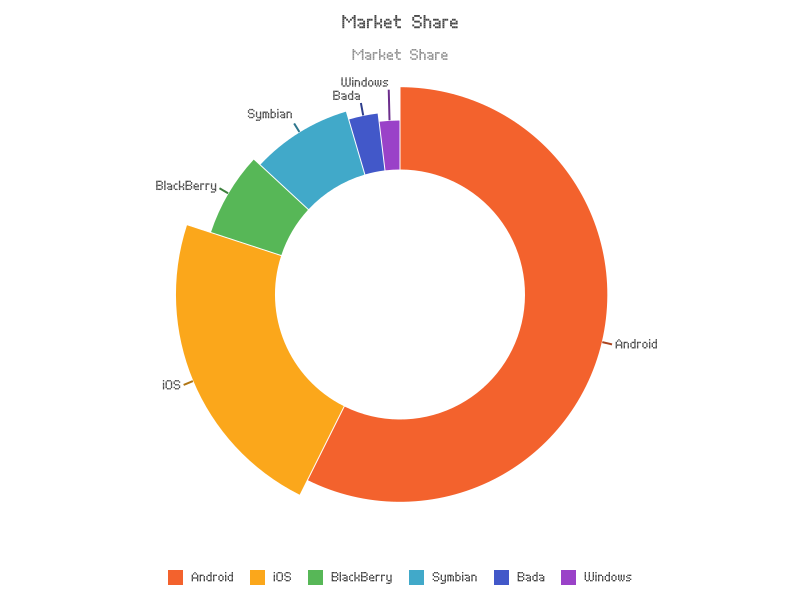 Market Share
Market Share
Windows
Bada
Symbian
BlackBerry
Android
iOS
Android iOS BlackBerry Symbian Bada Windows